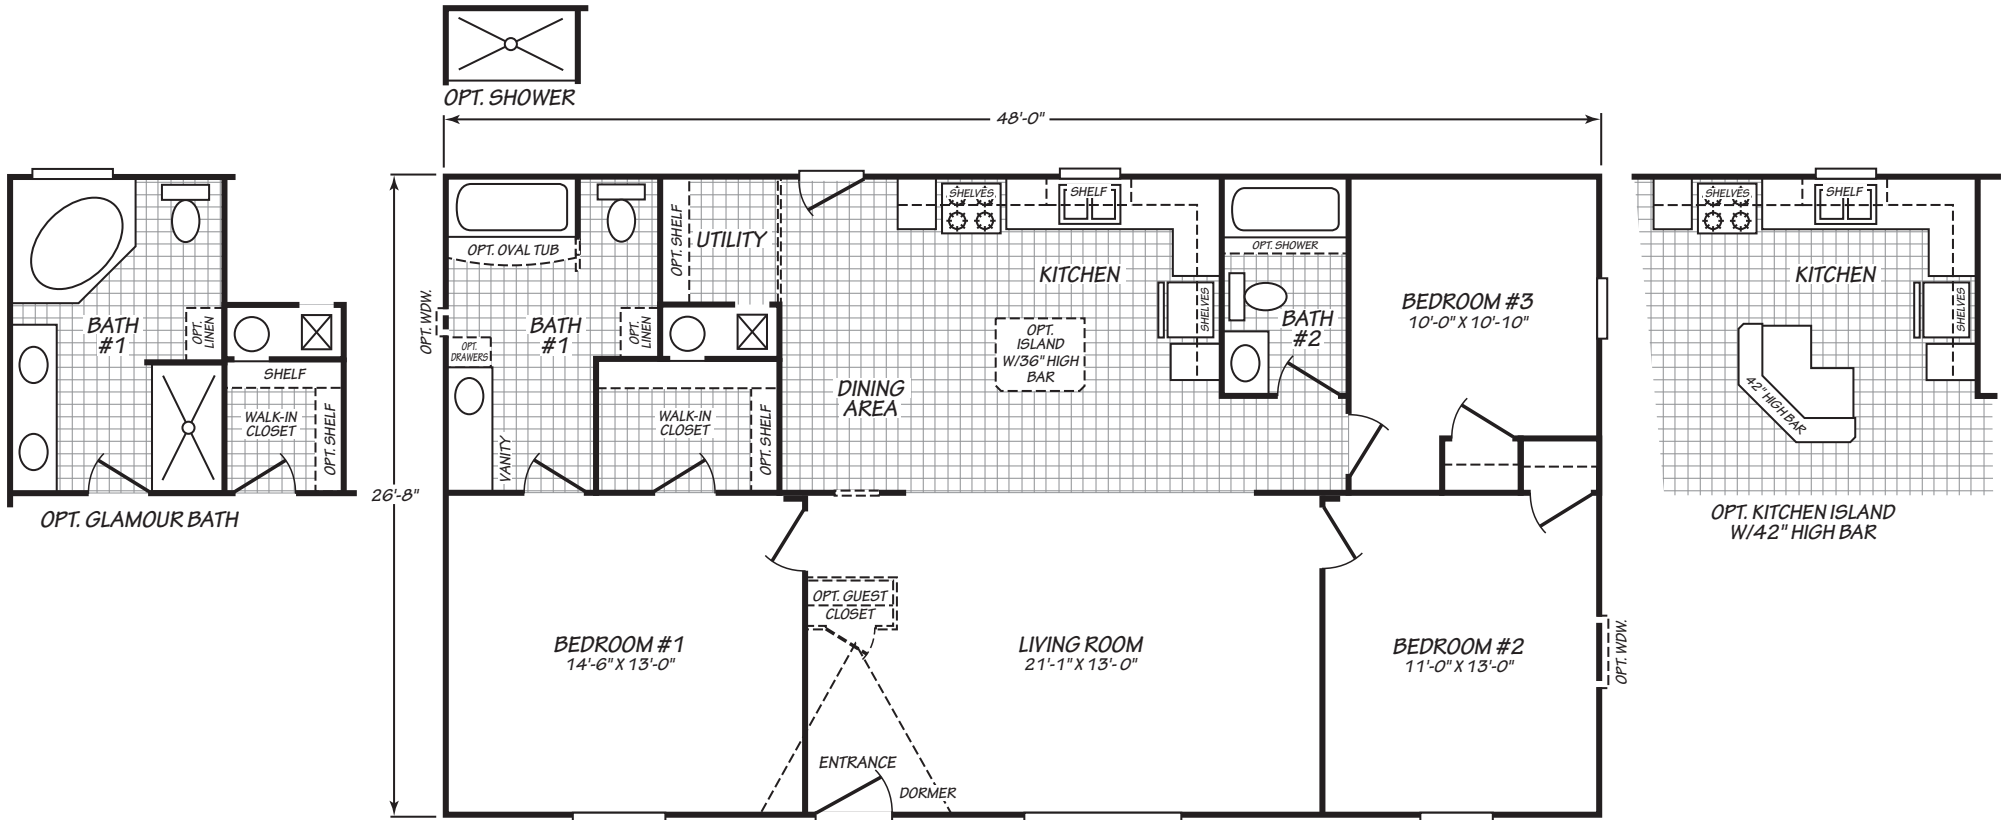 OPT. SHOWER
48'-0"
BATH
#1
OPT.
LINEN
SHELF
WALK-IN
CLOSET
OPT. SHELF
OPT. GLAMOUR BATH
26'-8"
OPT. WDW.
OPT. OVAL TUB
OPT. SHELF
UTILITY
BATH
#1
OPT.
LINEN
OPT.
DRAWERS
VANITY
WALK-IN
CLOSET
OPT. SHELF
DINING
AREA
SHELVES
SHELF
KITCHEN
SHELVES
OPT.
ISLAND
W/36" HIGH
BAR
OPT. SHOWER
BATH
#2
BEDROOM #3
10'-0" X 10'-10"
BEDROOM #1
14'-6" X 13'-0"
OPT. GUEST
CLOSET
LIVING ROOM
21'-1" X 13'-0"
BEDROOM #2
11'-0" X 13'-0"
OPT. WDW.
ENTRANCE
DORMER
SHELVES
SHELF
KITCHEN
SHELVES
42" HIGH BAR
OPT. KITCHEN ISLAND
W/42" HIGH BAR